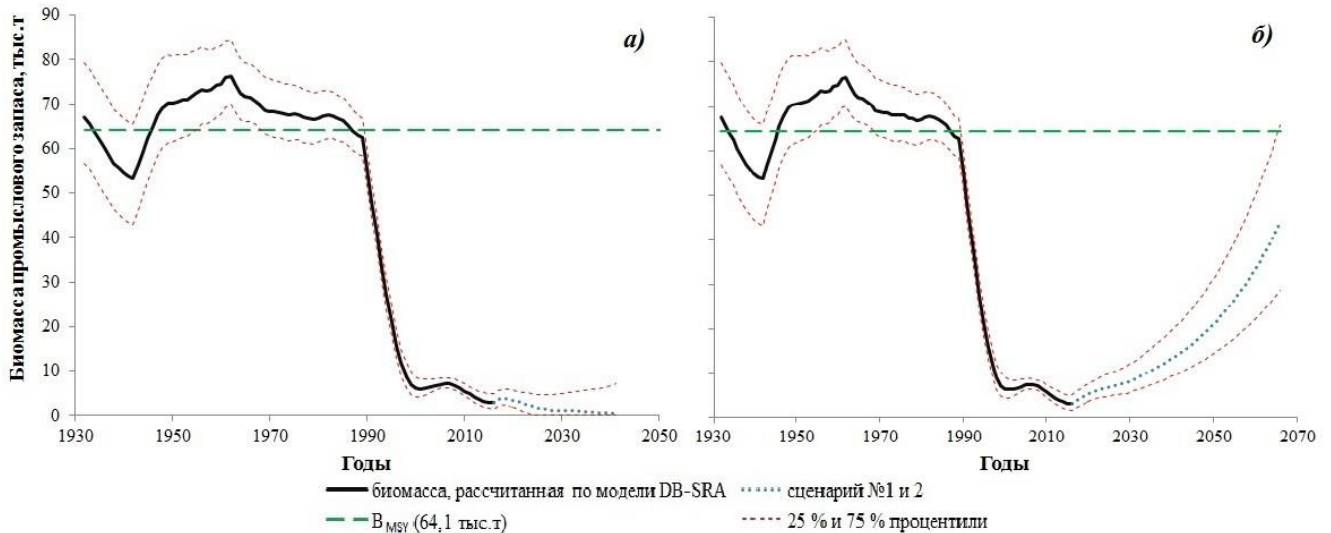 Биомасса промыслового запаса, тыс.т
90
80
70
60
50
40
30
20
10
0
1930 1950 1970 1990 2010 2030 2050
Годы
а)
1930 1950 1970 1990 2010 2030 2050 2070
Годы
б)
биомасса, рассчитанная по модели DB-SRA
сценарий №1 и 2
B MSY (64,1 тыс.т)
25 % и 75 % процентили